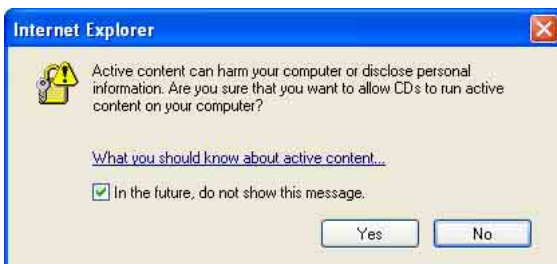 Internet Explorer
Active content can harm your computer or disclose personal
information. Are you sure that you want to allow CDs to run active
content on your computer?
What you should know about active content...
In the future, do not show this message.
Yes No